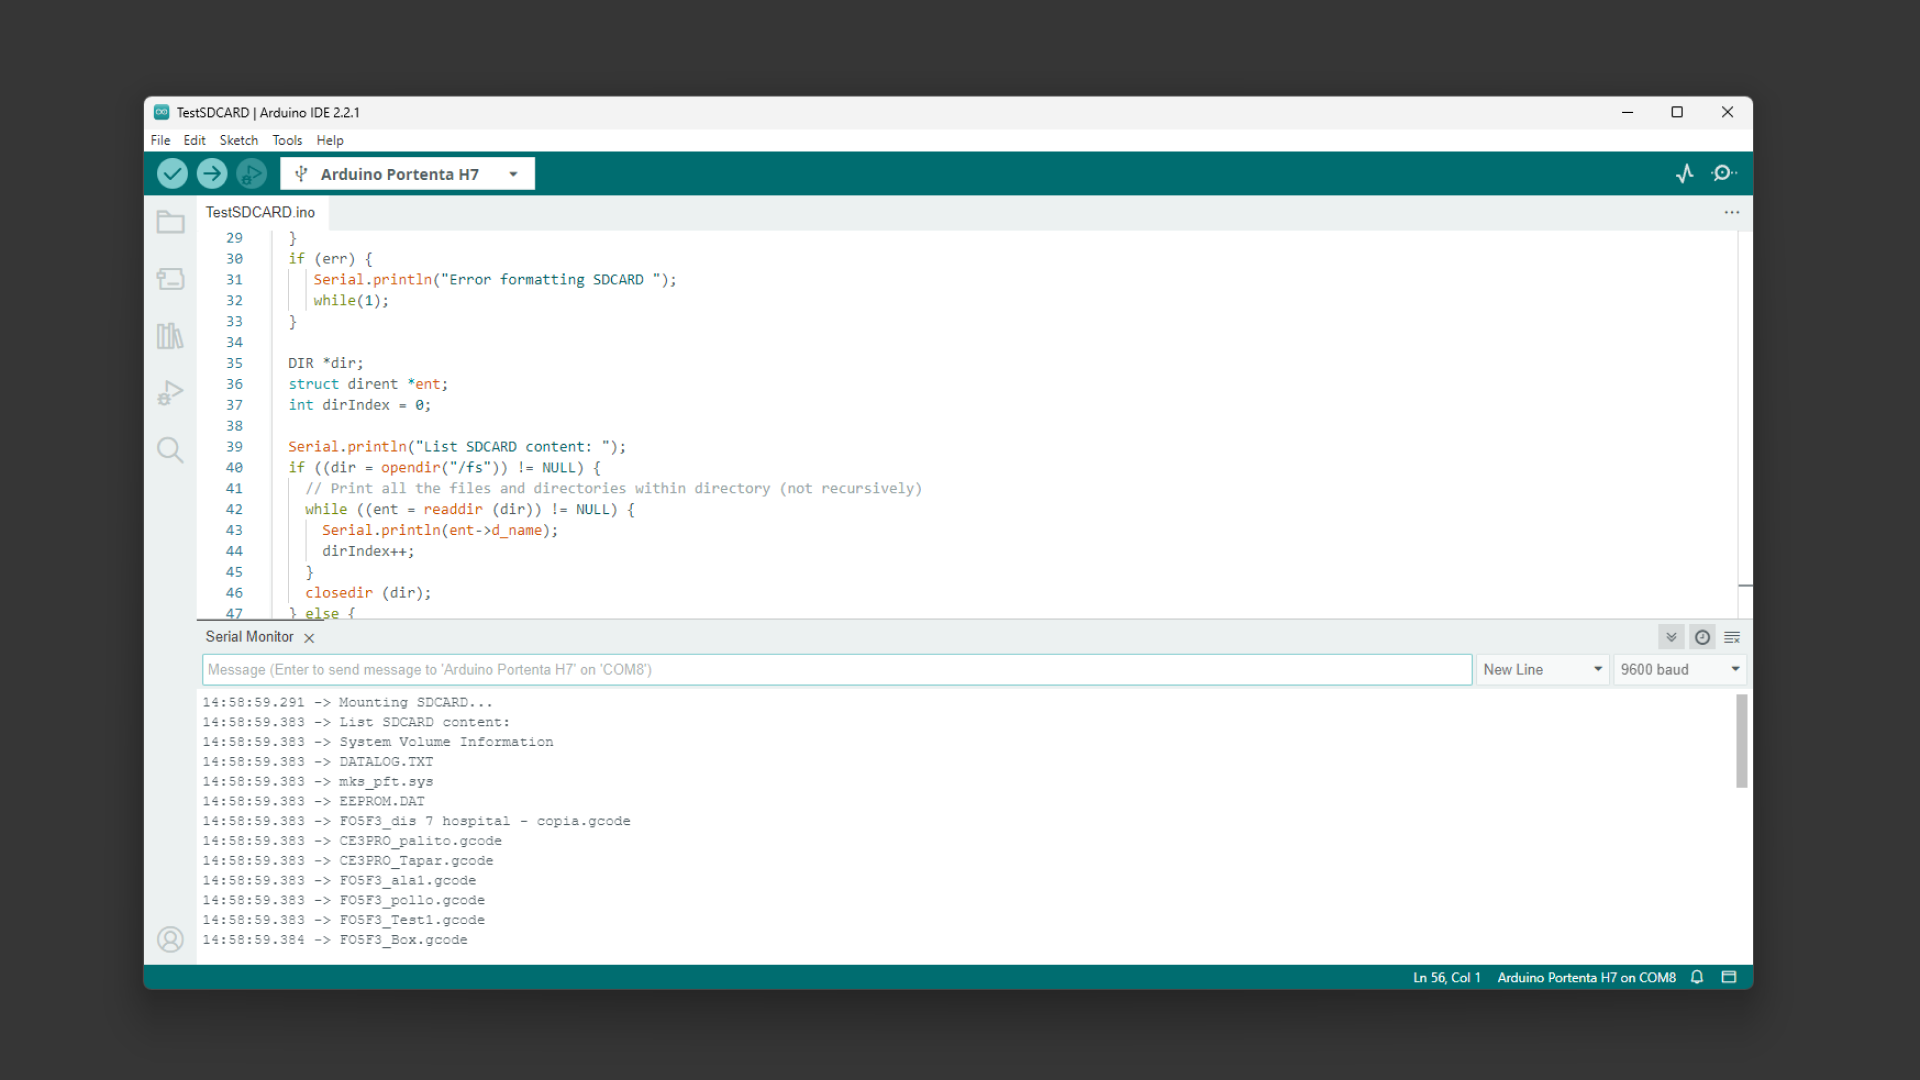 TestSDCARD | Arduino IDE 2.2.1
File Edit Sketch Tools Help
Arduino Portenta H7
TestSDCARD.ino
29 }
30 if (err) {
31 Serial.println("Error formatting SDCARD ");
32 while(1);
33 }
34
35 DIR *dir;
36 struct dirent *ent;
37 int dirIndex = 0;
38
39 Serial.println("List SDCARD content: ");
40 if ((dir = opendir("/fs")) != NULL) {
41 // Print all the files and directories within directory (not recursively)
42 while ((ent = readdir (dir)) != NULL) {
43 Serial.println(ent->d_name);
44 dirIndex++;
45 }
46 closedir (dir);
47 } else {
Serial Monitor
Message (Enter to send message to 'Arduino Portenta H7' on 'COM8')
New Line
9600 baud
14:58:59.291 -> Mounting SDCARD...
14:58:59.383 -> List SDCARD content:
14:58:59.383 -> System Volume Information
14:58:59.383 -> DATALOG.TXT
14:58:59.383 -> mks_pft.sys
14:58:59.383 -> EEPROM.DAT
14:58:59.383 -> FO5F3_dis 7 hospital - copia.gcode
14:58:59.383 -> CE3PRO_palito.gcode
14:58:59.383 -> CE3PRO_Tapar.gcode
14:58:59.383 -> FO5F3_ala1.gcode
14:58:59.383 -> FO5F3_pollo.gcode
14:58:59.383 -> FO5F3_Test1.gcode
14:58:59.384 -> FO5F3_Box.gcode
Ln 56, Col 1 Arduino Portenta H7 on COM8